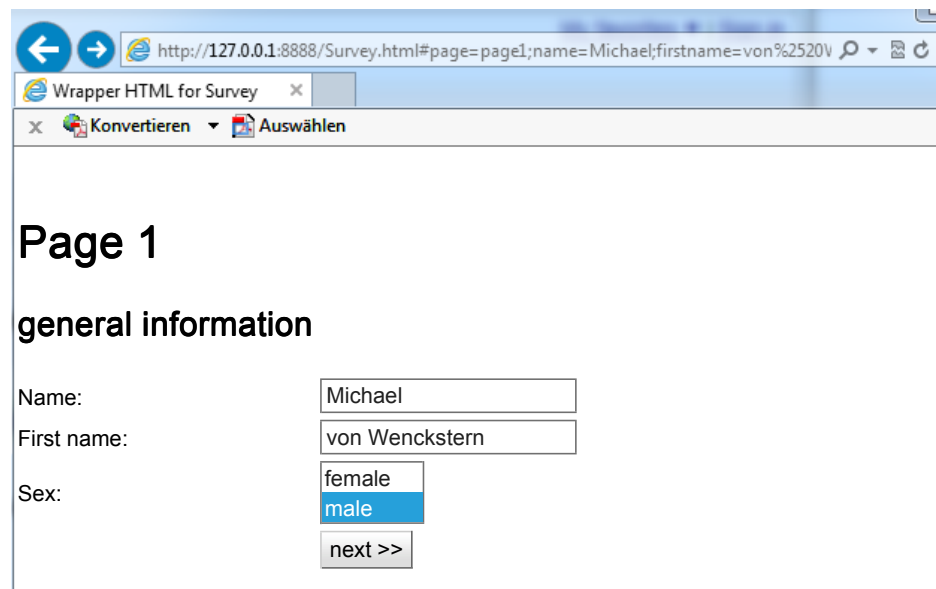 http://127.0.0.1:8888/Survey.html#page=page1;name=Michael;firstname=von%2520
Wrapper HTML for Survey
x Konvertieren Auswählen
Page 1
general information
Name: Michael
First name: von Wenckstern
female
Sex:
male
next >>